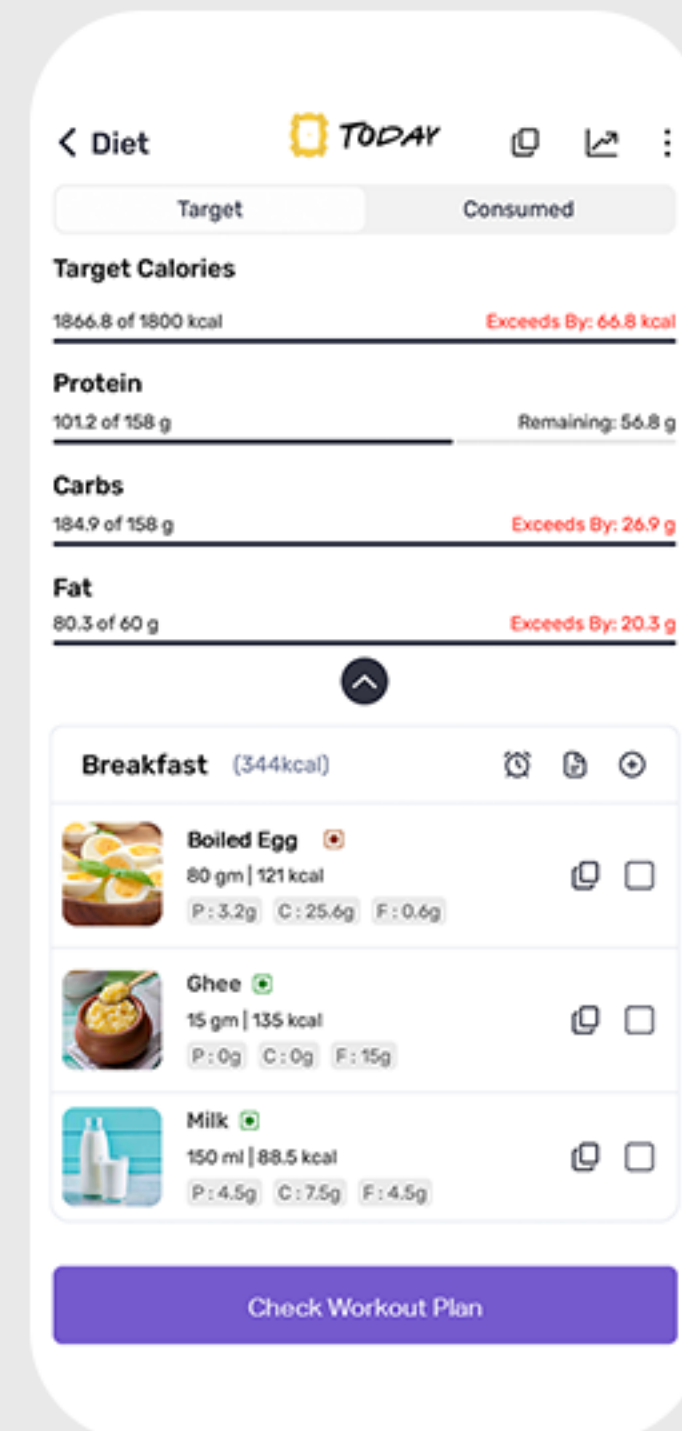 Diet
TODAY
Target
Consumed
Target Calories
1866.8 of 1800 kcal
Exceeds By: 66.8 kcal
Protein
101.2 of 158 g
Remaining: 56.8 g
Carbs
184.9 of 158 g
Exceeds By: 26.9 g
Fat
80.3 of 60 g
Exceeds By: 20.3 g
Breakfast (344kcal)
Boiled Egg
80 gm | 121 kcal
P : 3.2g C : 25.6g F : 0.6g
Ghee
15 gm | 135 kcal
P : 0g C : 0g F : 15g
Milk
150 ml | 88.5 kcal
P : 4.5g C : 7.5g F : 4.5g
Check Workout Plan